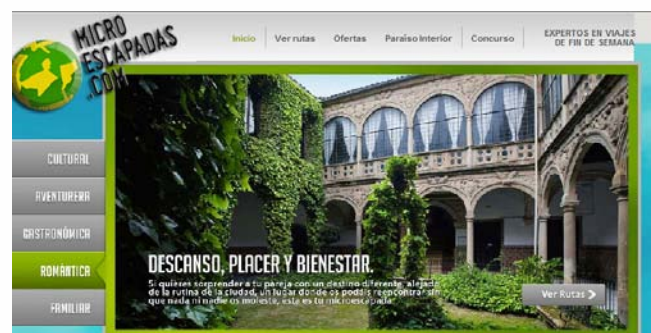 MICRO
ESCAPADAS
.COM
Inicio Ver rutas Ofertas Paraíso Interior Concurso
EXPERTOS EN VIAJES
DE FIN DE SEMANA
CULTURAL
AVENTURERA
GASTRONÓMICA
ROMÁNTICA
FAMILIAR
DESCANSO, PLACER Y BIENESTAR.
Si quieres sorprender a tu pareja con un destino diferente, alejado
de la rutina de la ciudad, un lugar donde os podáis reencontrar sin
que nada ni nadie os moleste, esta es tu microescapada
Ver Rutas